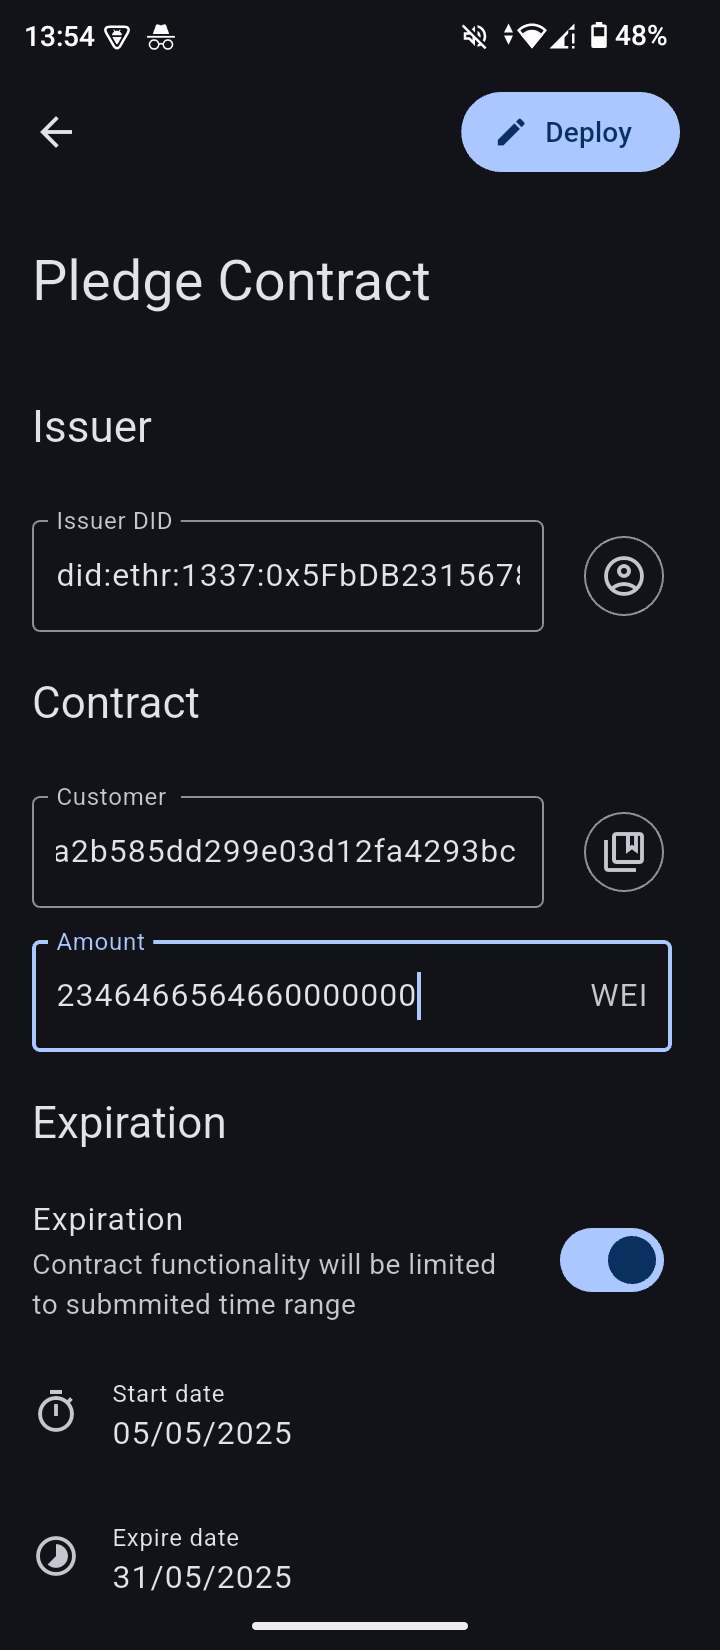 13:54 48%
Deploy
Pledge Contract
Issuer
Issuer DID
did:ethr:1337:0x5FbDB2315678
Contract
Customer
a2b585dd299e03d12fa4293bc
Amount
2346466564660000000 WEI
Expiration
Expiration
Contract functionality will be limited
to submmited time range
Start date
05/05/2025
Expire date
31/05/2025